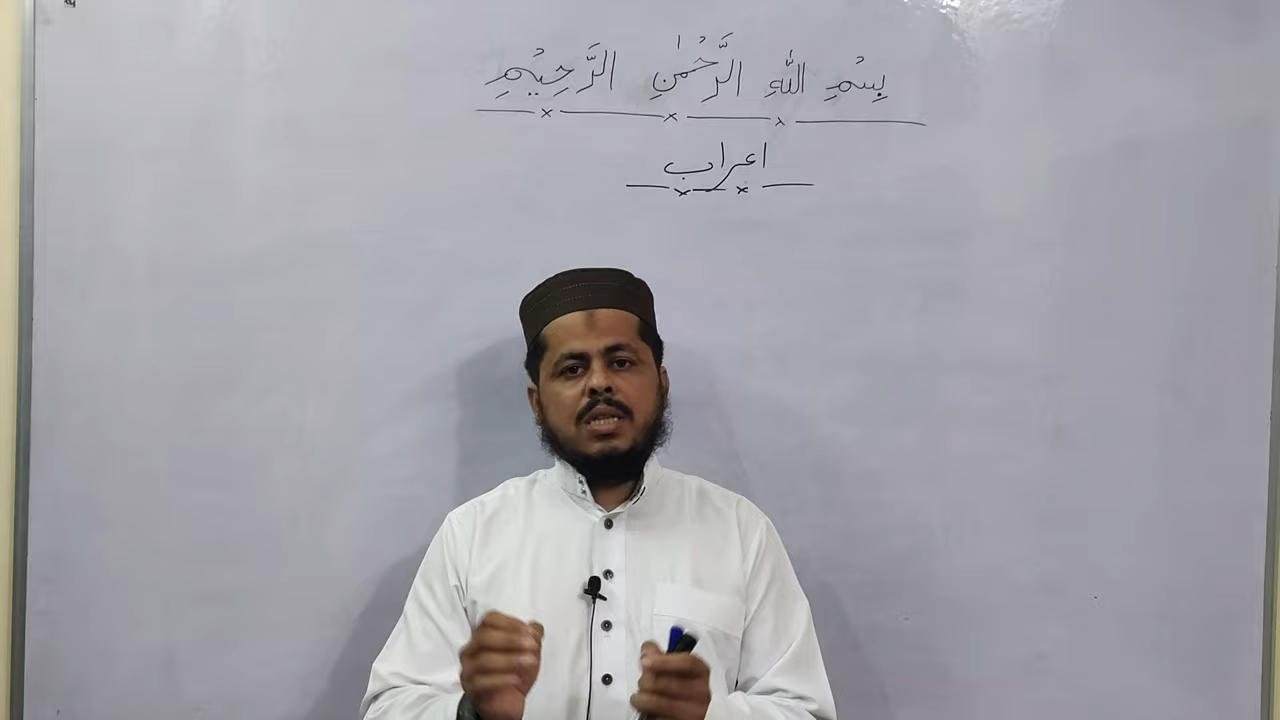 بِسْمِ اللّٰهِ الرَّحْمٰنِ الرَّحِيْمِ
اعراب